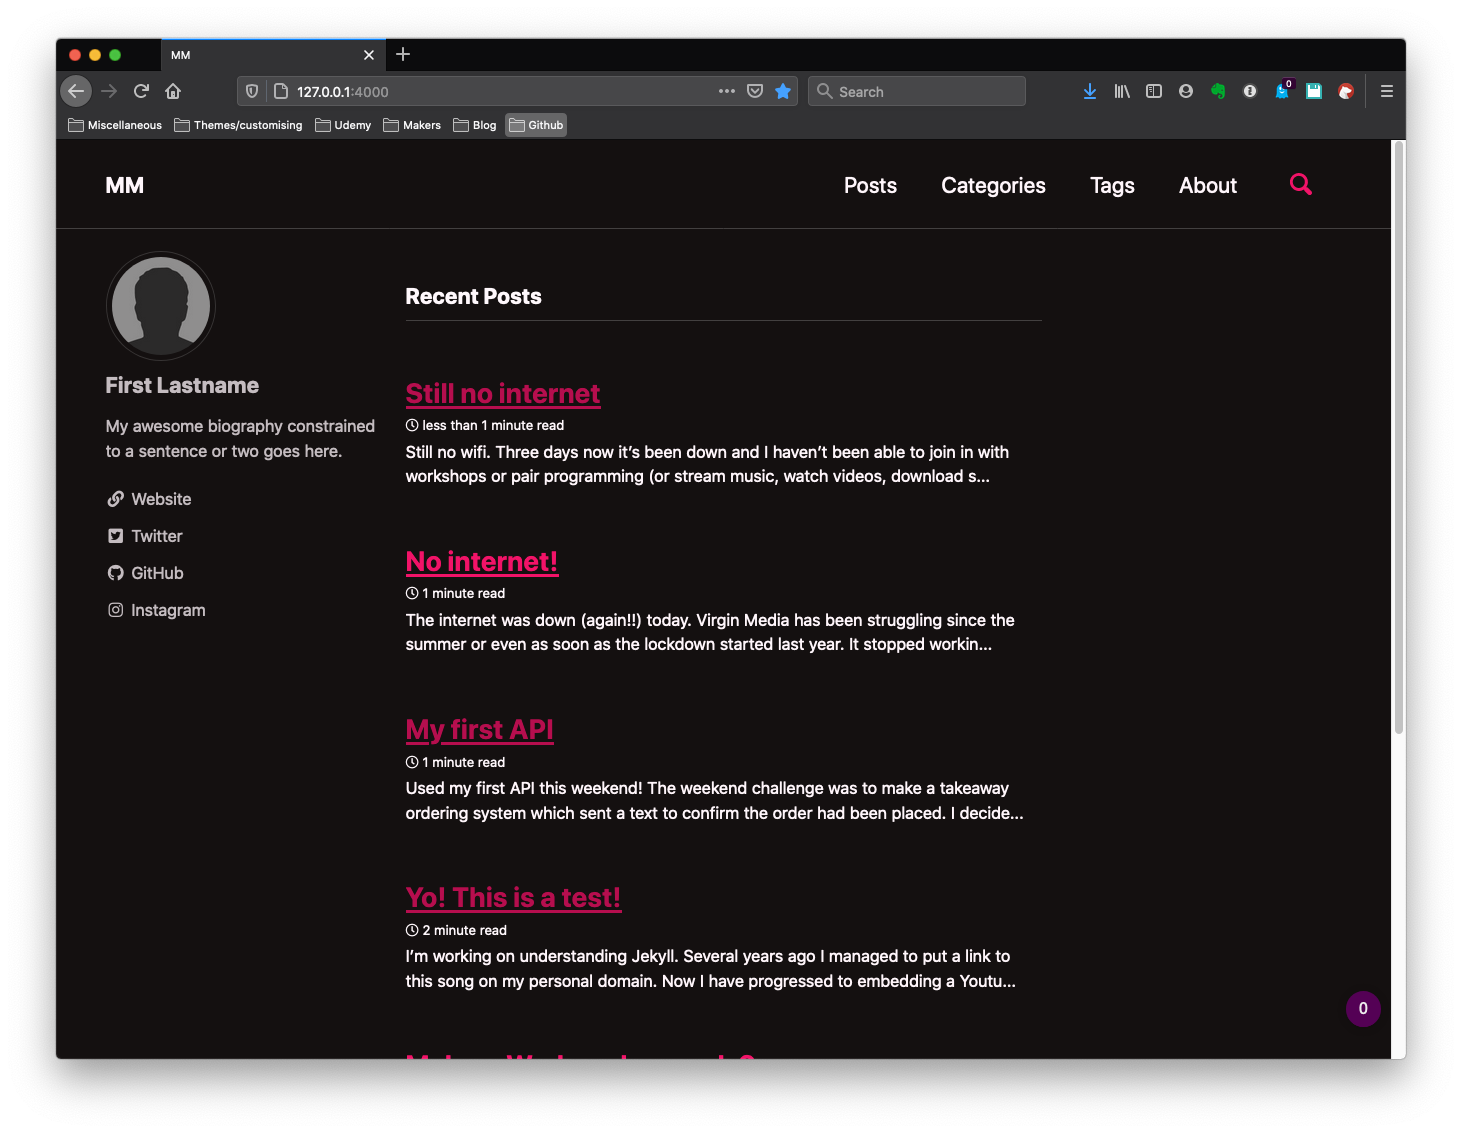 MM
127.0.0.1:4000
Search
0
Miscellaneous
Themes/customising
Udemy
Makers
Blog
Github
MM
Posts
Categories
Tags
About
First Lastname
My awesome biography constrained
to a sentence or two goes here.
Website
Twitter
GitHub
Instagram
Recent Posts
Still no internet
less than 1 minute read
Still no wifi. Three days now it’s been down and I haven’t been able to join in with
workshops or pair programming (or stream music, watch videos, download s...
No internet!
1 minute read
The internet was down (again!!) today. Virgin Media has been struggling since the
summer or even as soon as the lockdown started last year. It stopped workin...
My first API
1 minute read
Used my first API this weekend! The weekend challenge was to make a takeaway
ordering system which sent a text to confirm the order had been placed. I decide...
Yo! This is a test!
2 minute read
I’m working on understanding Jekyll. Several years ago I managed to put a link to
this song on my personal domain. Now I have progressed to embedding a Youtu...
0